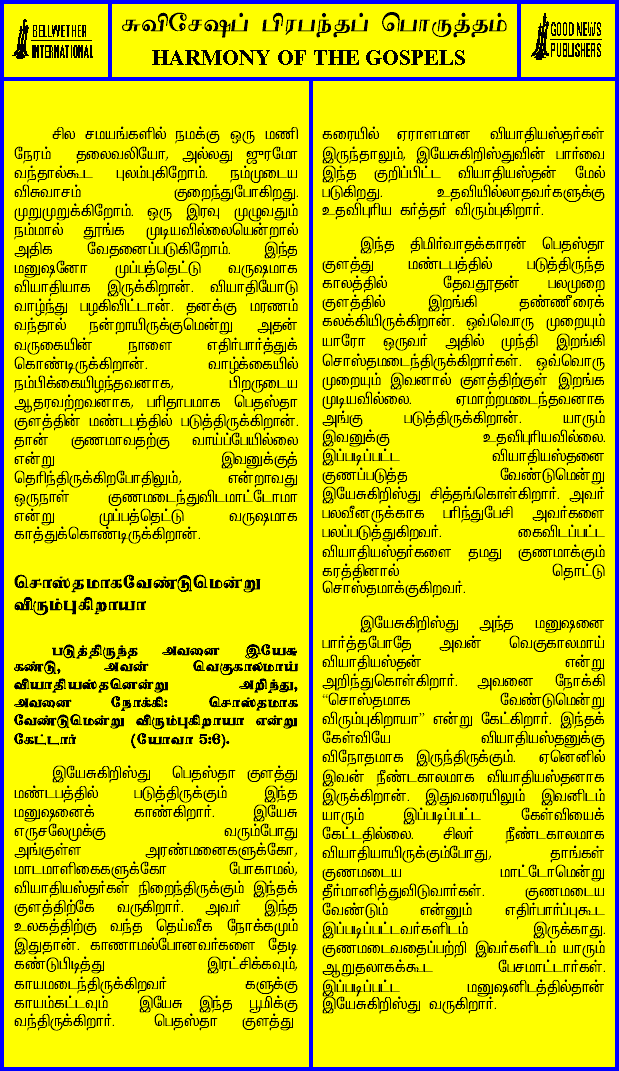 BELLWETHER
INTERNATIONAL
சுவிசேஷப் பிரபந்தப் பொருத்தம்
HARMONY OF THE GOSPELS
GOOD NEWS
PUBLISHERS
சில சமயங்களில் நமக்கு ஒரு மணி
நேரம் தலைவலியோ, அல்லது ஜுரமோ
வந்தால்கூட புலம்புகிறோம். நம்முடைய
விசுவாசம் குறைந்துபோகிறது.
முறுமுறுக்கிறோம். ஒரு இரவு முழுவதும்
நம்மால் தூங்க முடியவில்லையென்றால்
அதிக வேதனைப்படுகிறோம். இந்த
மனுஷனோ முப்பத்தெட்டு வருஷமாக
வியாதியாக இருக்கிறான். வியாதியோடு
வாழ்ந்து பழகிவிட்டான். தனக்கு மரணம்
வந்தால் நன்றாயிருக்குமென்று அதன்
வருகையின் நாளை எதிர்பார்த்துக்
கொண்டிருக்கிறான். வாழ்க்கையில்
நம்பிக்கையிழந்தவனாக, பிறருடைய
ஆதரவற்றவனாக, பரிதாபமாக பெதஸ்தா
குளத்தின் மண்டபத்தில் படுத்திருக்கிறான்.
தான் குணமாவதற்கு வாய்ப்பேயில்லை
என்று இவனுக்குத்
தெரிந்திருக்கிறபோதிலும், என்றாவது
ஒருநாள் குணமடைந்துவிடமாட்டோமா
என்று முப்பத்தெட்டு வருஷமாக
காத்துக்கொண்டிருக்கிறான்.
சொஸ்தமாகவேண்டுமென்று
விரும்புகிறாயா
படுத்திருந்த அவனை இயேசு
கண்டு, அவன் வெகுகாலமாய்
வியாதியஸ்தனென்று அறிந்து,
அவனை நோக்கி: சொஸ்தமாக
வேண்டுமென்று விரும்புகிறாயா என்று
கேட்டார் (யோவா 5:6).
இயேசுகிறிஸ்து பெதஸ்தா குளத்து
மண்டபத்தில் படுத்திருக்கும் இந்த
மனுஷனைக் காண்கிறார். இயேசு
எருசலேமுக்கு வரும்போது
அங்குள்ள அரண்மனைகளுக்கோ,
மாடமாளிகைகளுக்கோ போகாமல்,
வியாதியஸ்தர்கள் நிறைந்திருக்கும் இந்தக்
குளத்திற்கே வருகிறார். அவர் இந்த
உலகத்திற்கு வந்த தெய்வீக நோக்கமும்
இதுதான். காணாமல்போனவர்களை தேடி
கண்டுபிடித்து இரட்சிக்கவும்,
காயமடைந்திருக்கிறவர் களுக்கு
காயம்கட்டவும் இயேசு இந்த பூமிக்கு
வந்திருக்கிறார். பெதஸ்தா குளத்து
கரையில் ஏராளமான வியாதியஸ்தர்கள்
இருந்தாலும், இயேசுகிறிஸ்துவின் பார்வை
இந்த குறிப்பிட்ட வியாதியஸ்தன் மேல்
படுகிறது. உதவியில்லாதவர்களுக்கு
உதவிபுரிய கர்த்தர் விரும்புகிறார்.
இந்த திமிர்வாதக்காரன் பெதஸ்தா
குளத்து மண்டபத்தில் படுத்திருந்த
காலத்தில் தேவதூதன் பலமுறை
குளத்தில் இறங்கி தண்ணீரைக்
கலக்கியிருக்கிறான். ஒவ்வொரு முறையும்
யாரோ ஒருவர் அதில் முந்தி இறங்கி
சொஸ்தமடைந்திருக்கிறார்கள். ஒவ்வொரு
முறையும் இவனால் குளத்திற்குள் இறங்க
முடியவில்லை. ஏமாற்றமடைந்தவனாக
அங்கு படுத்திருக்கிறான். யாரும்
இவனுக்கு உதவிபுரியவில்லை.
இப்படிப்பட்ட வியாதியஸ்தனை
குணப்படுத்த வேண்டுமென்று
இயேசுகிறிஸ்து சித்தங்கொள்கிறார். அவர்
பலவீனருக்காக பரிந்துபேசி அவர்களை
பலப்படுத்துகிறவர். கைவிடப்பட்ட
வியாதியஸ்தர்களை தமது குணமாக்கும்
கரத்தினால் தொட்டு
சொஸ்தமாக்குகிறவர்.
இயேசுகிறிஸ்து அந்த மனுஷனை
பார்த்தபோதே அவன் வெகுகாலமாய்
வியாதியஸ்தன் என்று
அறிந்துகொள்கிறார். அவனை நோக்கி
“சொஸ்தமாக வேண்டுமென்று
விரும்புகிறாயா” என்று கேட்கிறார். இந்தக்
கேள்வியே வியாதியஸ்தனுக்கு
விநோதமாக இருந்திருக்கும். ஏனெனில்
இவன் நீண்டகாலமாக வியாதியஸ்தனாக
இருக்கிறான். இதுவரையிலும் இவனிடம்
யாரும் இப்படிப்பட்ட கேள்வியைக்
கேட்டதில்லை. சிலர் நீண்டகாலமாக
வியாதியாயிருக்கும்போது, தாங்கள்
குணமடைய மாட்டோமென்று
தீர்மானித்துவிடுவார்கள். குணமடைய
வேண்டும் என்னும் எதிர்பார்ப்புகூட
இப்படிப்பட்டவர்களிடம் இருக்காது.
குணமடைவதைப்பற்றி இவர்களிடம் யாரும்
ஆறுதலாகக்கூட பேசமாட்டார்கள்.
இப்படிப்பட்ட மனுஷனிடத்தில்தான்
இயேசுகிறிஸ்து வருகிறார்.